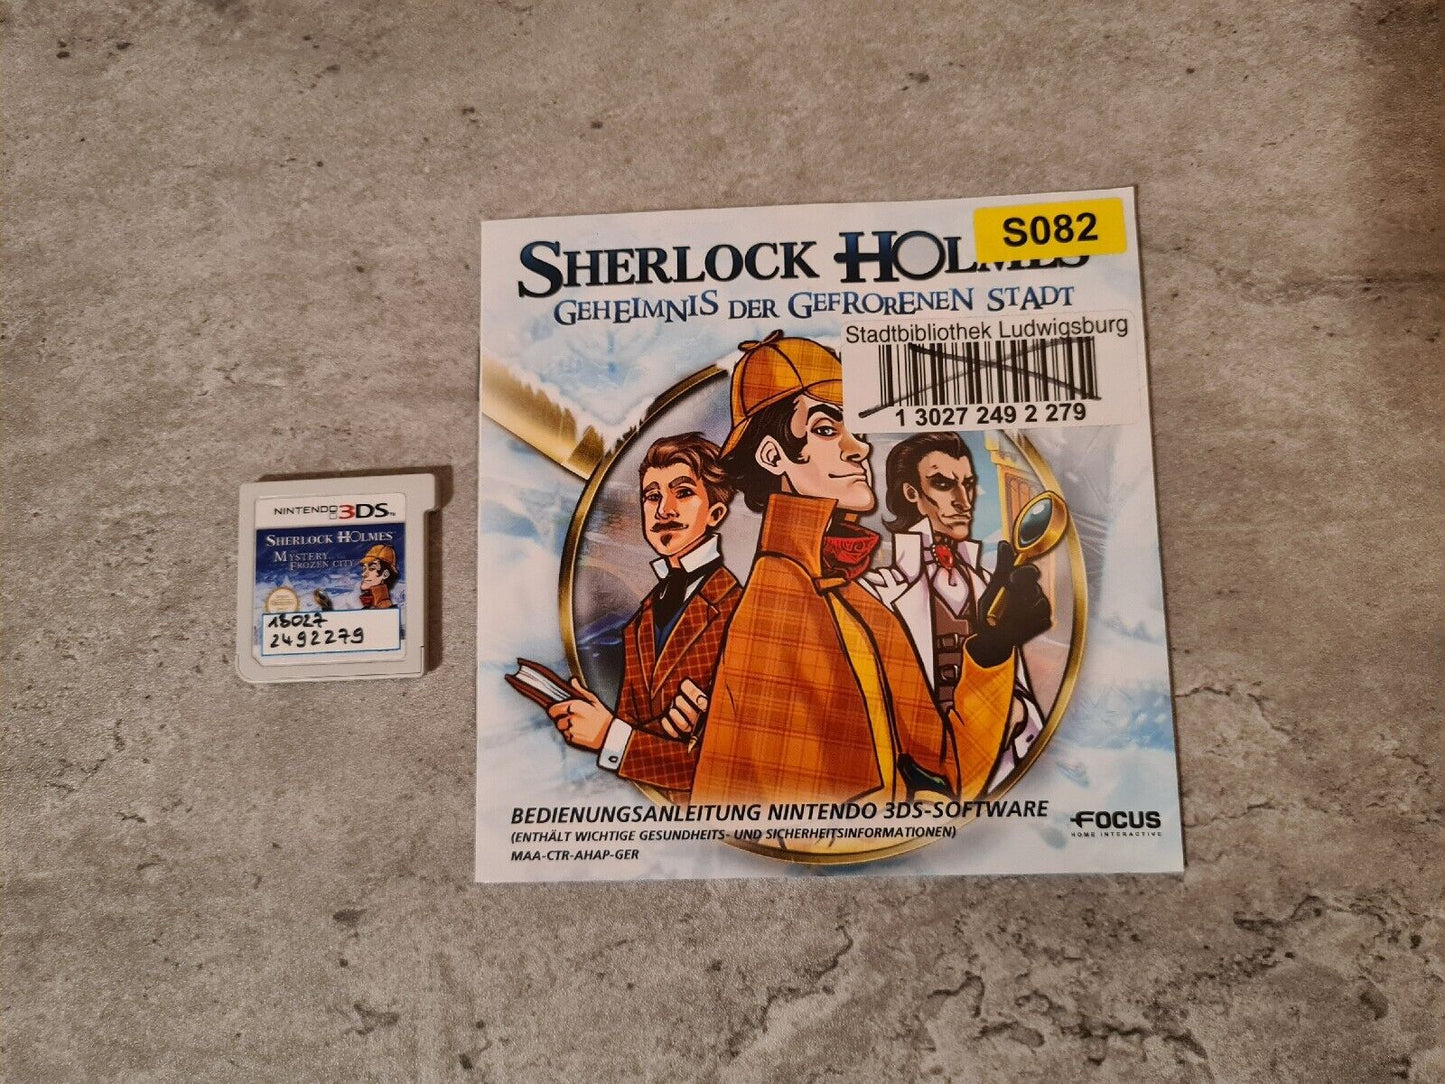 NINTENDO 3DS™
SHERLOCK HOLMES
MYSTERY
FROZEN CITY
13027
2492279
S082
SHERLOCK HOLMES
GEHEIMNIS DER GEFRORENEN STADT
Stadtbibliothek Ludwigsburg
1 3027 249 2 279
BEDIENUNGSANLEITUNG NINTENDO 3DS-SOFTWARE
(ENTHÄLT WICHTIGE GESUNDHEITS- UND SICHERHEITSINFORMATIONEN)
MAA-CTR-AHAP-GER
FOCUS
HOME INTERACTIVE